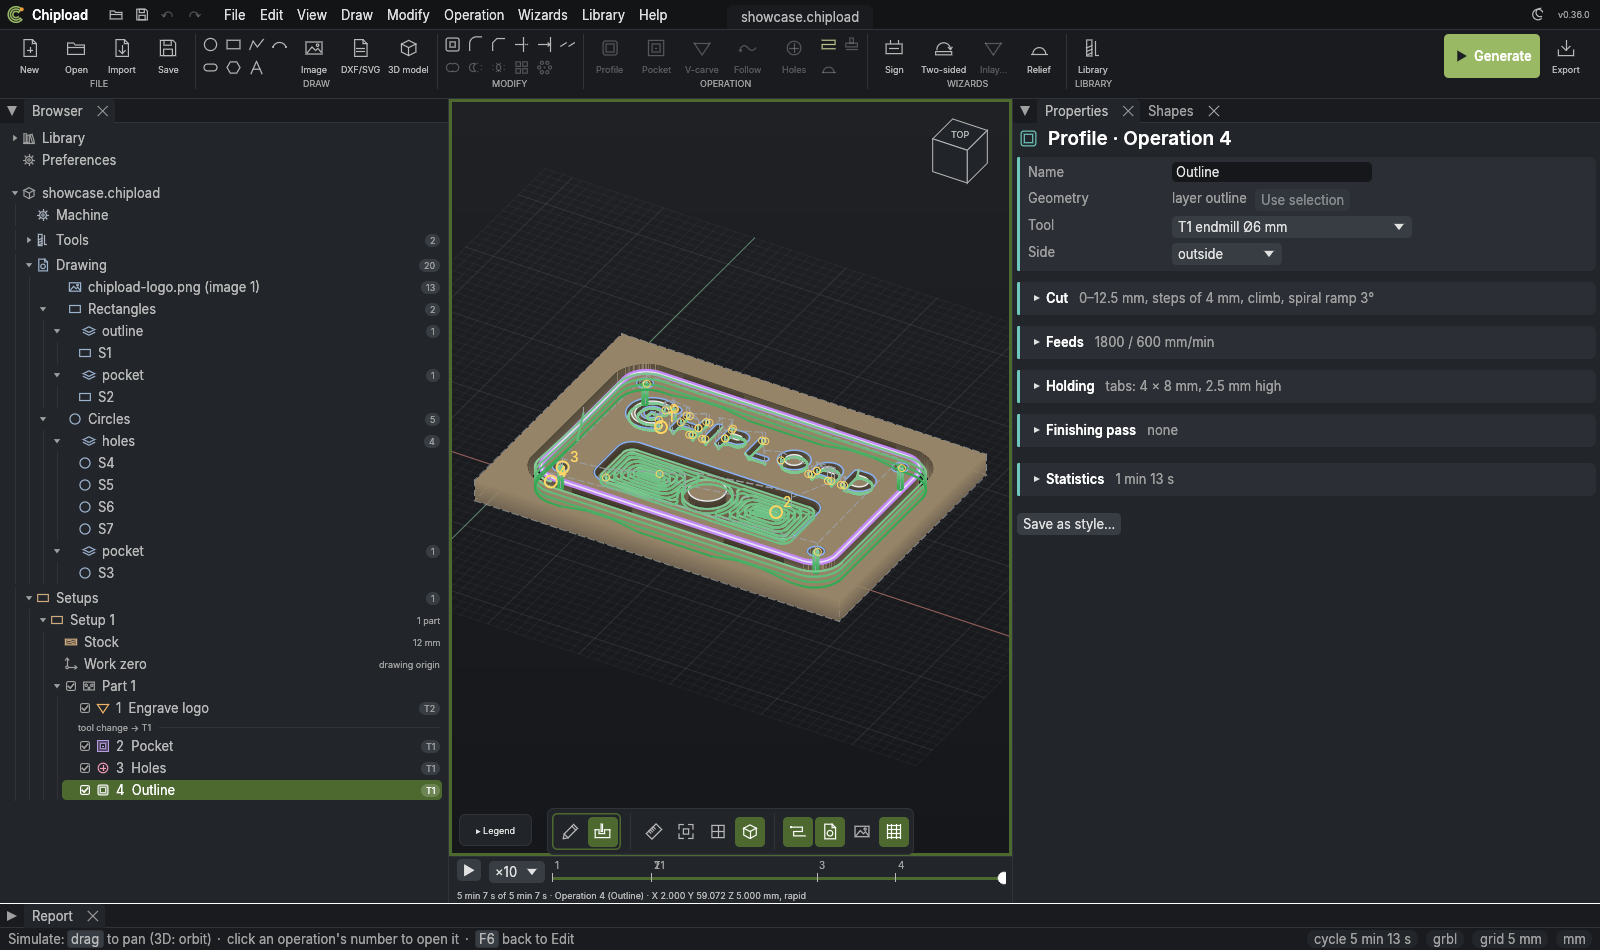 Chipload
File Edit View Draw Modify Operation Wizards Library Help
showcase.chipload
v0.36.0
New Open Import Save
FILE
Image DXF/SVG 3D model
DRAW
MODIFY
Profile Pocket V-carve Follow Holes
OPERATION
Sign Two-sided Inlay... Relief
WIZARDS
Library
LIBRARY
Generate
Export
Browser
Library
Preferences
showcase.chipload
Machine
Tools 2
Drawing 20
chipload-logo.png (image 1) 13
Rectangles 2
outline 1
S1
pocket 1
S2
Circles 5
holes 4
S4
S5
S6
S7
pocket 1
S3
Setups 1
Setup 1 1 part
Stock 12 mm
Work zero drawing origin
Part 1
1 Engrave logo T2
tool change → T1
2 Pocket T1
3 Holes T1
4 Outline T1
TOP
3
2
Legend
×10
1 3 4
5 min 7 s of 5 min 7 s · Operation 4 (Outline) · X 2.000 Y 59.072 Z 5.000 mm, rapid
Properties Shapes
Profile · Operation 4
Name Outline
Geometry layer outline Use selection
Tool T1 endmill Ø6 mm
Side outside
Cut 0–12.5 mm, steps of 4 mm, climb, spiral ramp 3°
Feeds 1800 / 600 mm/min
Holding tabs: 4 × 8 mm, 2.5 mm high
Finishing pass none
Statistics 1 min 13 s
Save as style...
Report
Simulate: drag to pan (3D: orbit) · click an operation's number to open it · F6 back to Edit
cycle 5 min 13 s grbl grid 5 mm mm